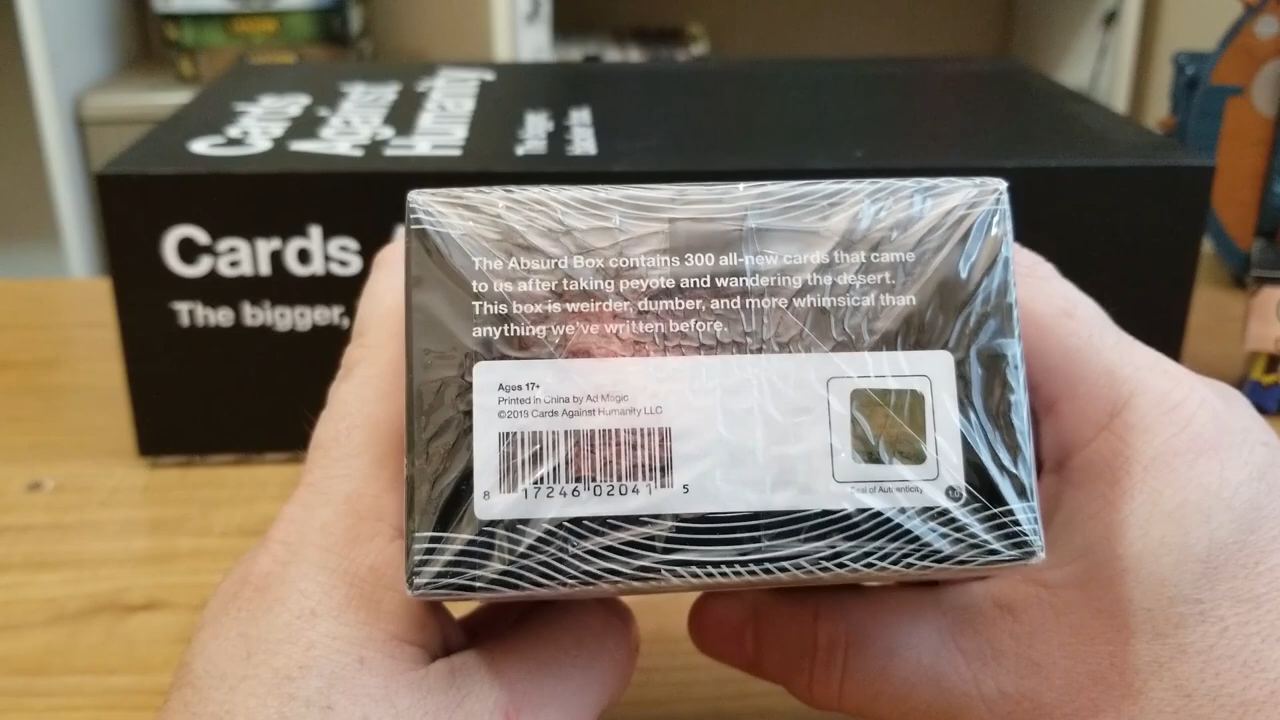 Cards
Against
Humanity
Cards
The bigger,
The Absurd Box contains 300 all-new cards that came
to us after taking peyote and wandering the desert.
This box is weirder, dumber, and more whimsical than
anything we've written before.
Ages 17+
Printed in China by Ad Magic
©2018 Cards Against Humanity LLC
8 17246 02041 5
Seal of Authenticity
1.0